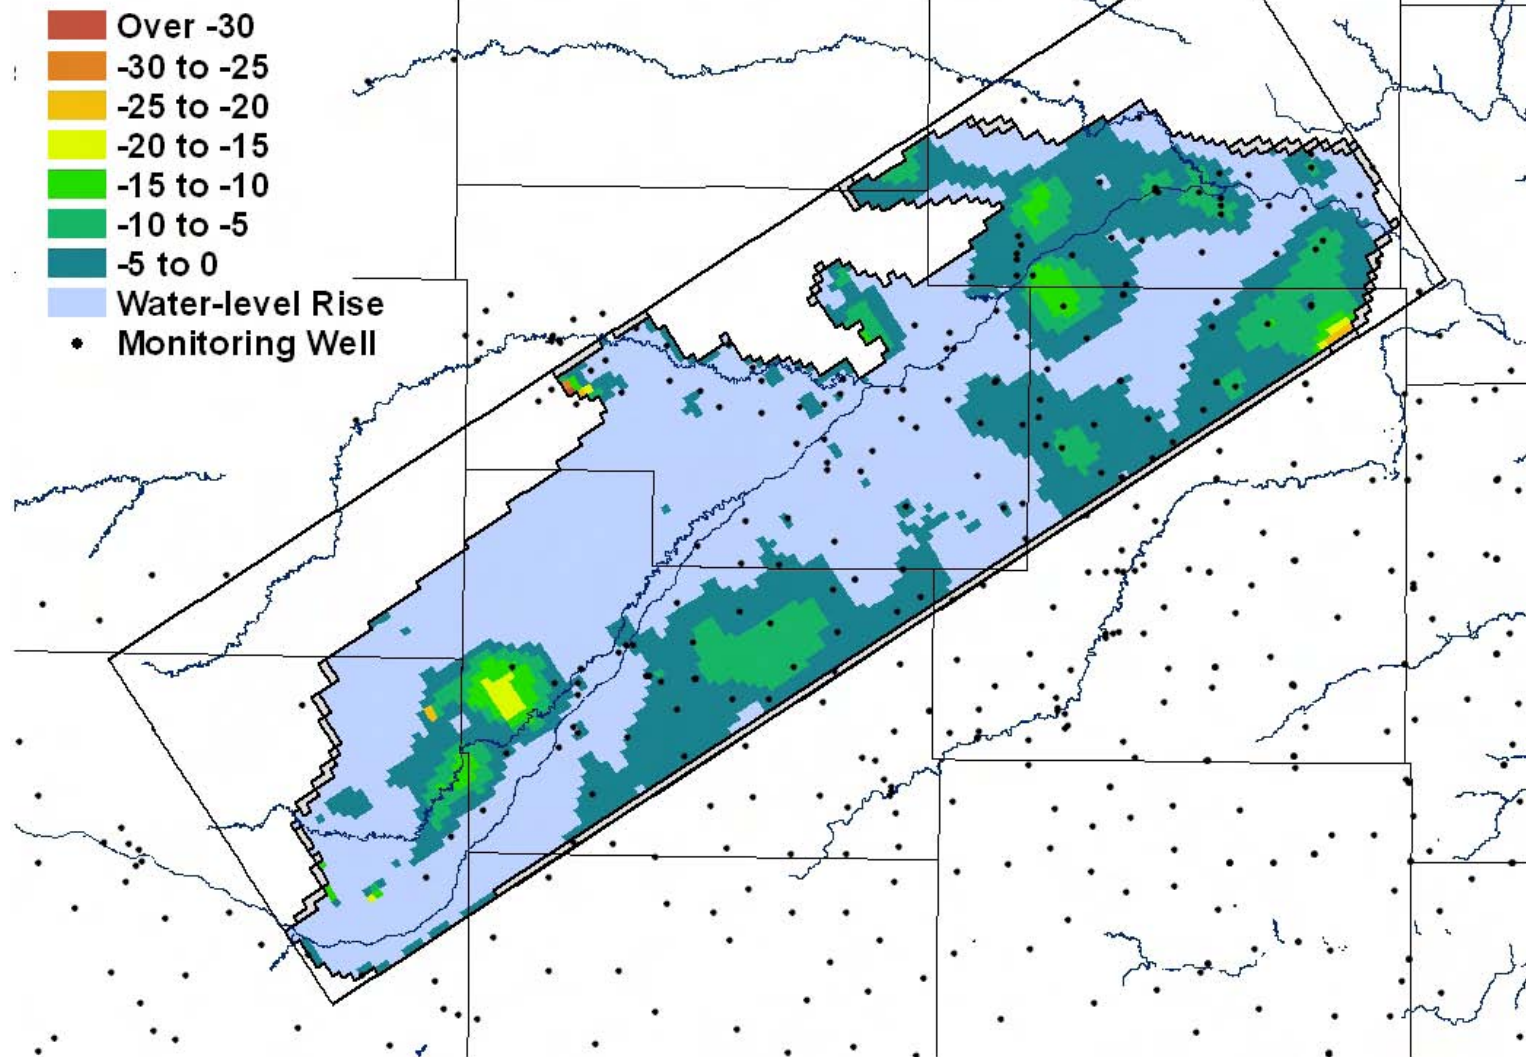 Over -30
-30 to -25
-25 to -20
-20 to -15
-15 to -10
-10 to -5
-5 to 0
Water-level Rise
Monitoring Well